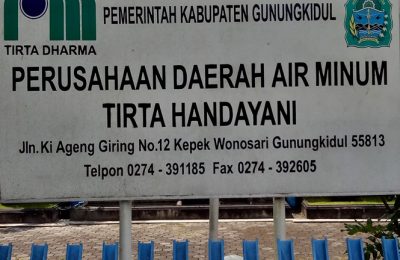 PEMERINTAH KABUPATEN GUNUNGKIDUL
TIRTA DHARMA
PERUSAHAAN DAERAH AIR MINUM
TIRTA HANDAYANI
Jln.Ki Ageng Giring No.12 Kepek Wonosari Gunungkidul 55813
Telpon 0274 - 391185 Fax 0274 - 392605